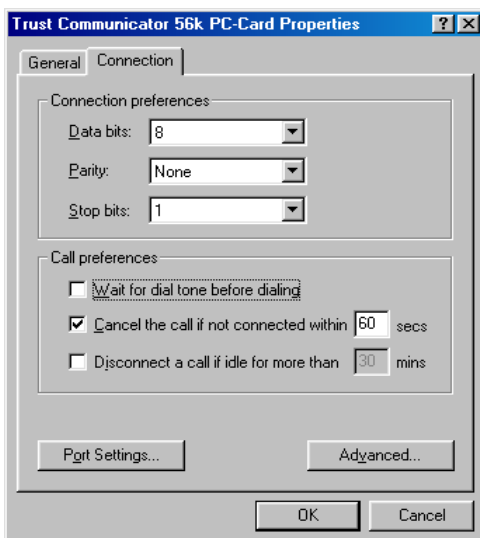 Trust Communicator 56k PC-Card Properties
General Connection
Connection preferences
Data bits: 8
Parity: None
Stop bits: 1
Call preferences
Wait for dial tone before dialing
Cancel the call if not connected within 60 secs
Disconnect a call if idle for more than 30 mins
Port Settings... Advanced...
OK Cancel